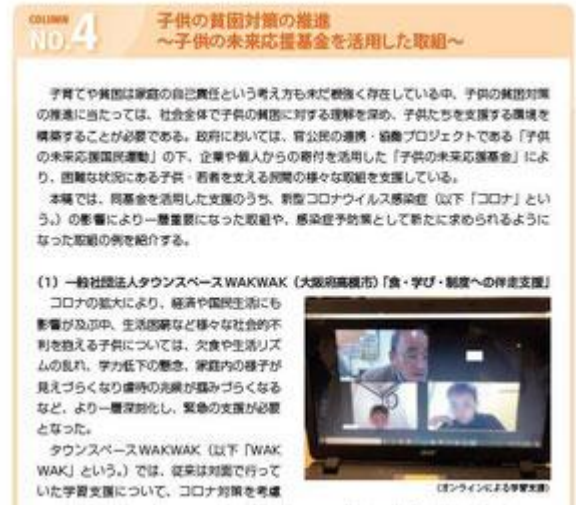 COLUMN
NO.4
子供の貧困対策の推進
～子供の未来応援基金を活用した取組～
子育てや貧困は家庭の自己責任という考え方も未だ根強く存在している中、子供の貧困対策
の推進に当たっては、社会全体で子供の貧困に対する理解を深め、子供たちを支援する環境を
構築することが必要である。政府においては、官公民の連携・協働プロジェクトである「子供
の未来応援国民運動」の下、企業や個人からの寄付を活用した「子供の未来応援基金」によ
り、困難な状況にある子供・若者を支える民間の様々な取組を支援している。
本稿では、同基金を活用した支援のうち、新型コロナウイルス感染症（以下「コロナ」とい
う。）の影響により一層重要になった取組や、感染症予防策として新たに求められるように
なった取組の例を紹介する。
（1）一般社団法人タウンスペースWAKWAK（大阪府高槻市）「食・学び・制度への伴走支援」
コロナの拡大により、経済や国民生活にも
影響が及ぶ中、生活困窮など様々な社会的不
利を抱える子供については、欠食や生活リズ
ムの乱れ、学力低下の懸念、家庭内の様子が
見えづらくなり虐待の兆候が掴みづらくなる
など、より一層深刻化し、緊急の支援が必要
となった。
タウンスペースWAKWAK（以下「WAK
WAK」という。）では、従来は対面で行って
いた学習支援について、コロナ対策を考慮
（オンラインによる学習支援）
acer